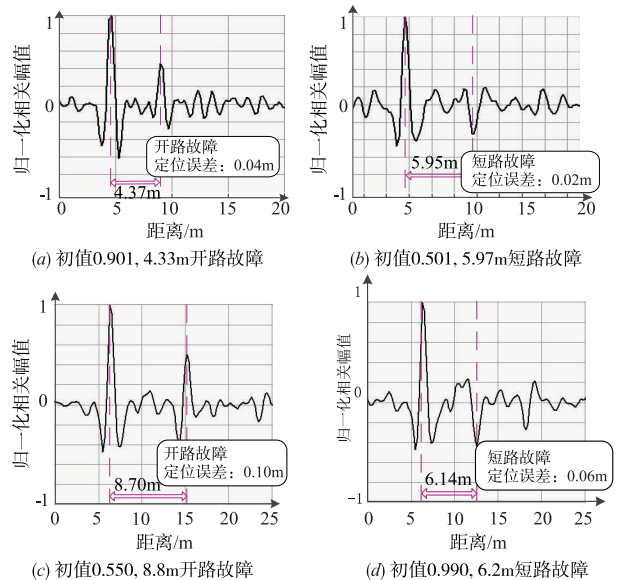 归一化相关幅值
1
0
-1
开路故障
定位误差：0.04m
4.37m
0 5 10 15 20
距离/m
(a) 初值0.901, 4.33m开路故障
归一化相关幅值
1
0
-1
5.95m
短路故障
定位误差：0.02m
0 5 10 15 20
距离/m
(b) 初值0.501, 5.97m短路故障
归一化相关幅值
1
0
-1
开路故障
定位误差：0.10m
8.70m
0 5 10 15 20 25
距离/m
(c) 初值0.550, 8.8m开路故障
归一化相关幅值
1
0
-1
短路故障
定位误差：0.06m
6.14m
0 5 10 15 20 25
距离/m
(d) 初值0.990, 6.2m短路故障